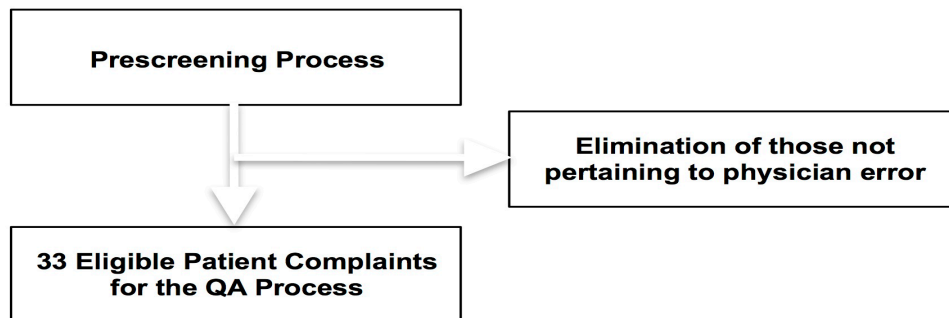 Prescreening Process
Elimination of those not
pertaining to physician error
33 Eligible Patient Complaints
for the QA Process